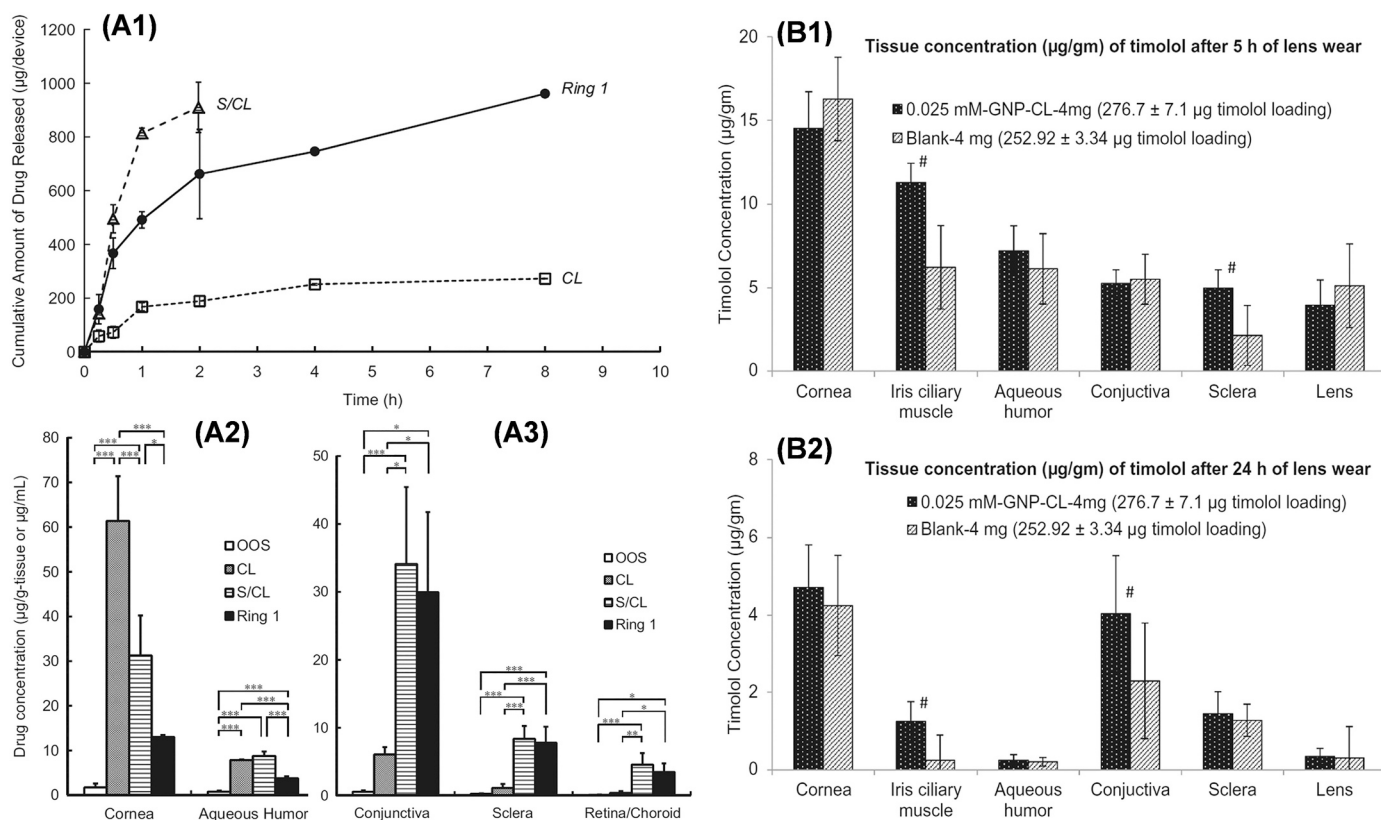 (A1)
Cumulative Amount of Drug Released (µg/device)
1200
1000
800
600
400
200
0
S/CL
Ring 1
CL
0 1 2 3 4 5 6 7 8 9 10
Time (h)
(A2)
Drug concentration (µg/g-tissue or µg/mL)
80
70
60
50
40
30
20
10
0
***
***
*** *** *
OOS
CL
S/CL
Ring 1
***
***
*** ***
***
Cornea Aqueous Humor
(A3)
50
40
30
20
10
0
*
*** *
*
OOS
CL
S/CL
Ring 1
***
*** ***
***
*
*** *
**
Conjunctiva Sclera Retina/Choroid
(B1)
Tissue concentration (µg/gm) of timolol after 5 h of lens wear
0.025 mM-GNP-CL-4mg (276.7 ± 7.1 µg timolol loading)
Blank-4 mg (252.92 ± 3.34 µg timolol loading)
Timolol Concentration (µg/gm)
20
15
10
5
0
# #
Cornea Iris ciliary muscle Aqueous humor Conjuctiva Sclera Lens
(B2)
Tissue concentration (µg/gm) of timolol after 24 h of lens wear
0.025 mM-GNP-CL-4mg (276.7 ± 7.1 µg timolol loading)
Blank-4 mg (252.92 ± 3.34 µg timolol loading)
Timolol Concentration (µg/gm)
8
6
4
2
0
# #
Cornea Iris ciliary muscle Aqueous humor Conjuctiva Sclera Lens